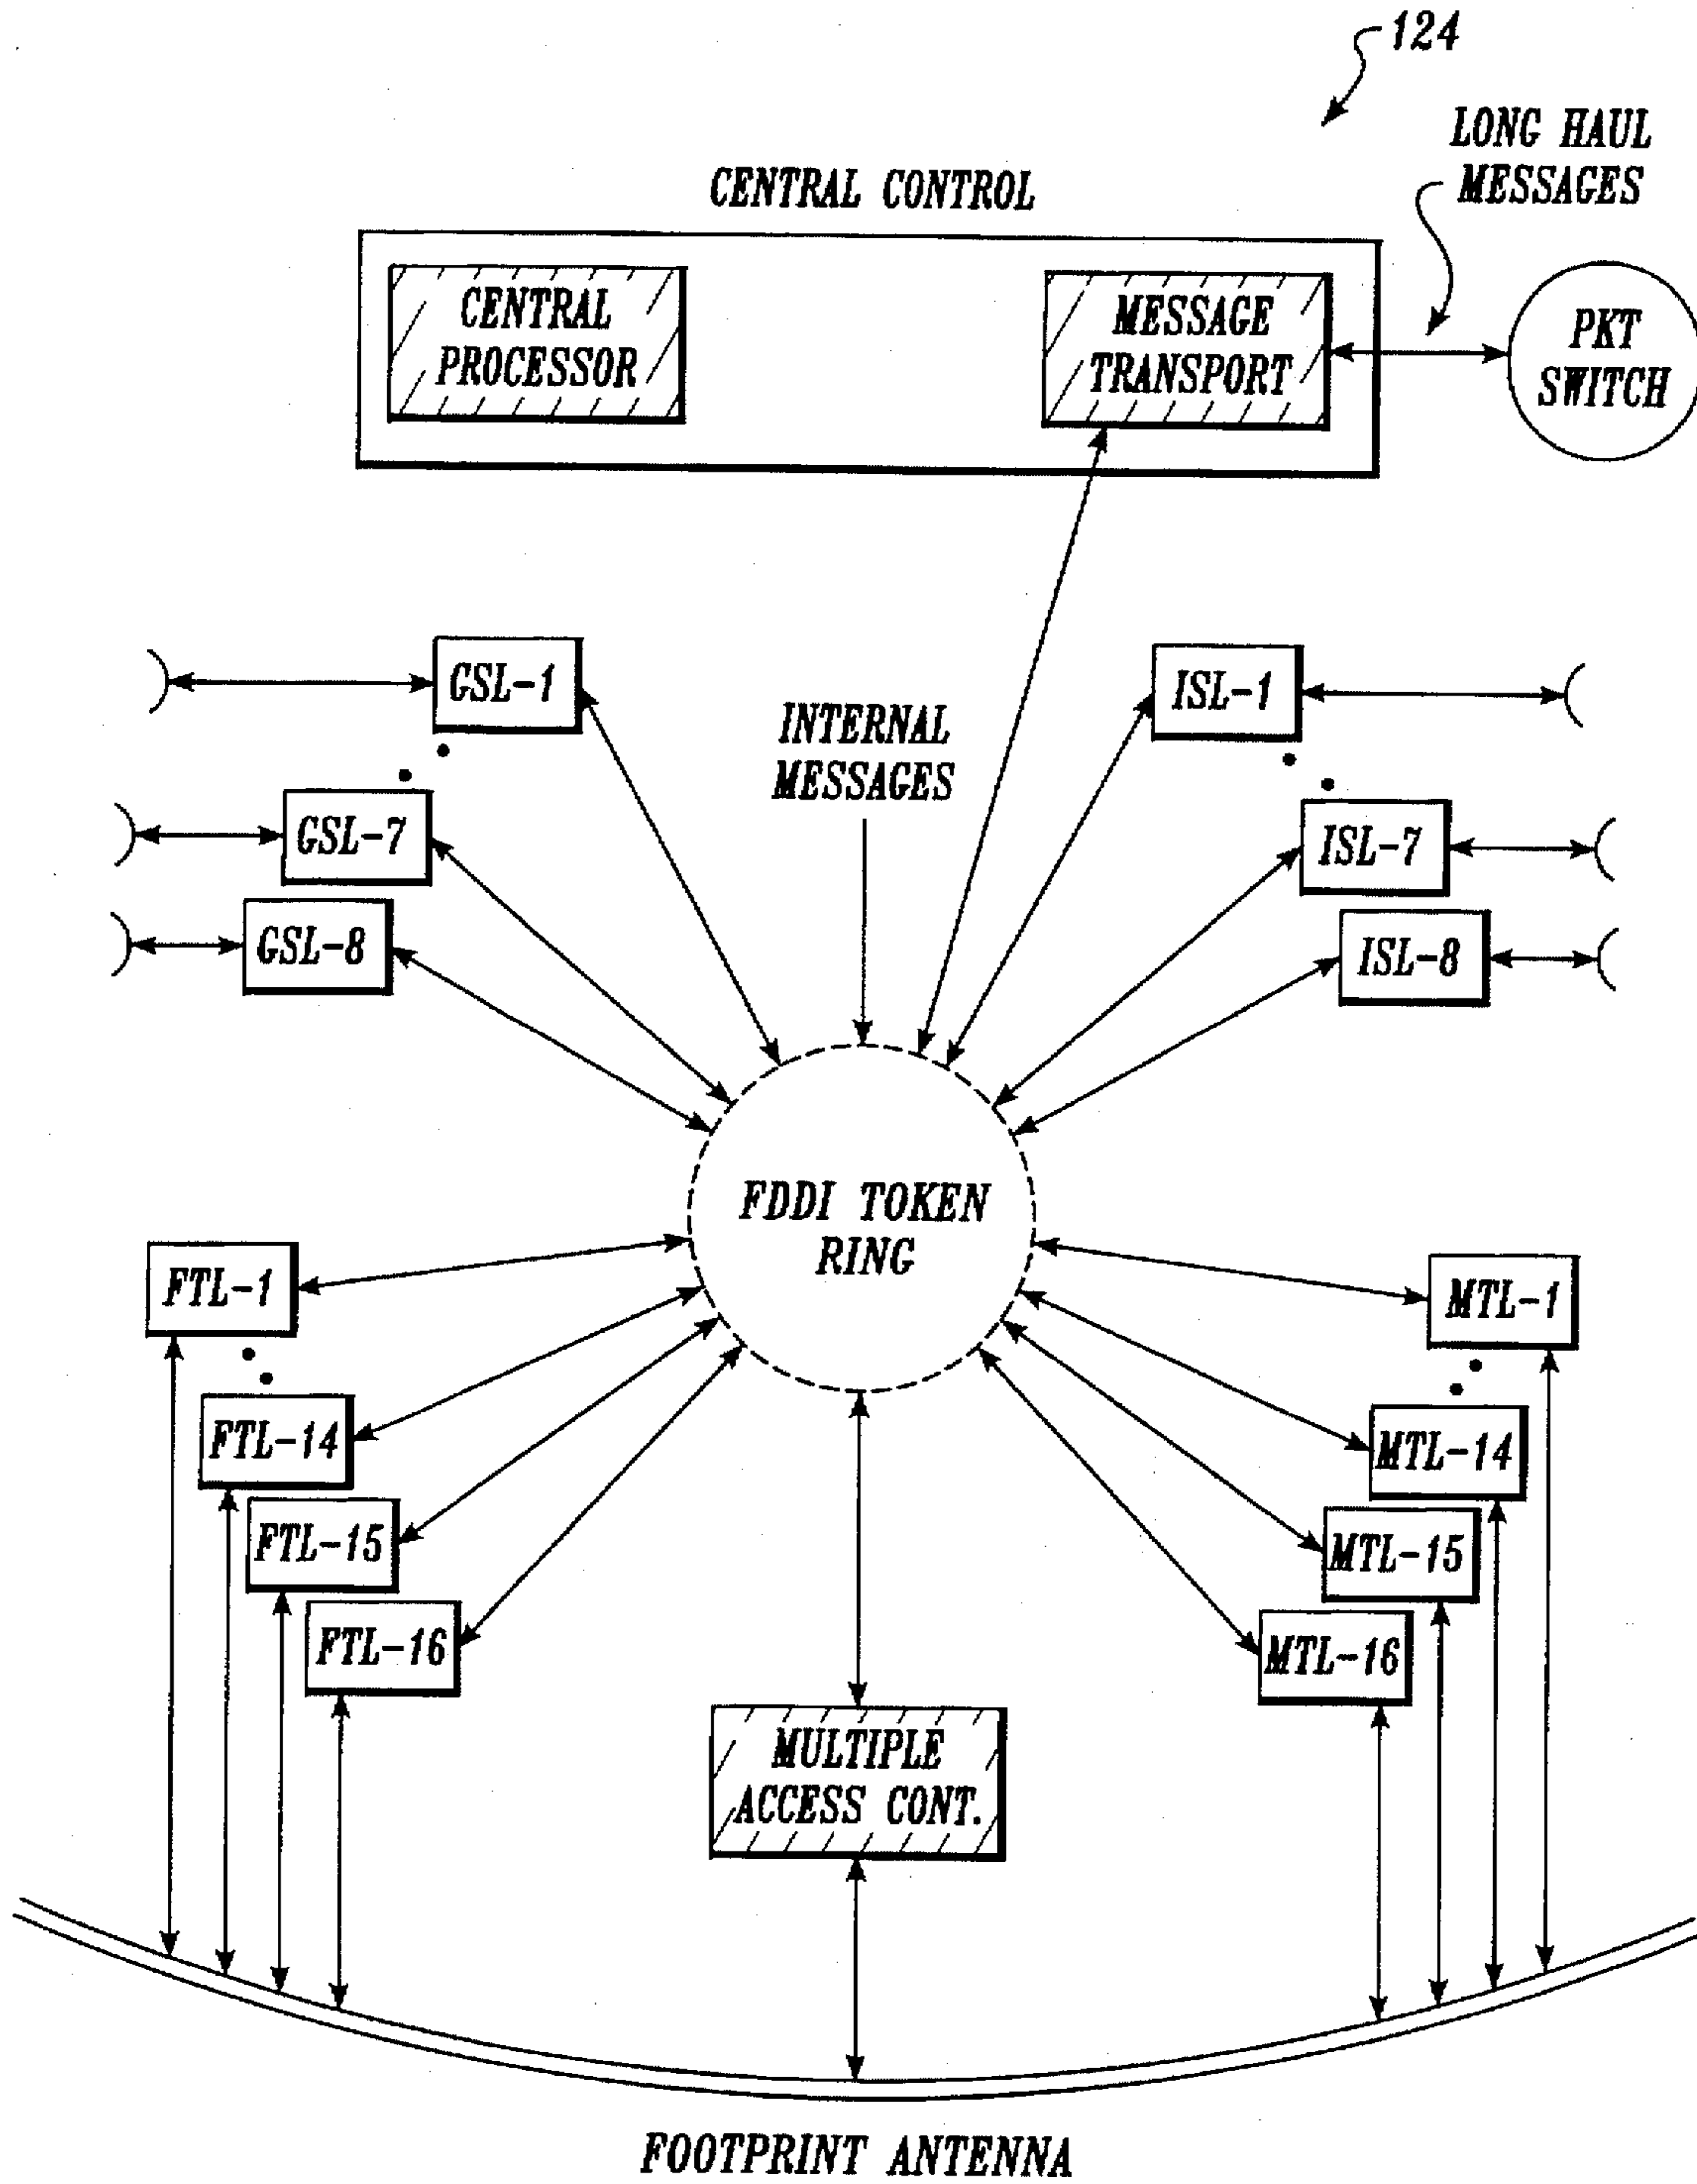 124
LONG HAUL
MESSAGES
CENTRAL CONTROL
CENTRAL
PROCESSOR
MESSAGE
TRANSPORT
PKT
SWITCH
GSL-1
ISL-1
INTERNAL
MESSAGES
GSL-7
ISL-7
GSL-8
ISL-8
FDDI TOKEN
RING
FTL-1
MTL-1
FTL-14
MTL-14
FTL-15
MTL-15
FTL-16
MTL-16
MULTIPLE
ACCESS CONT.
FOOTPRINT ANTENNA